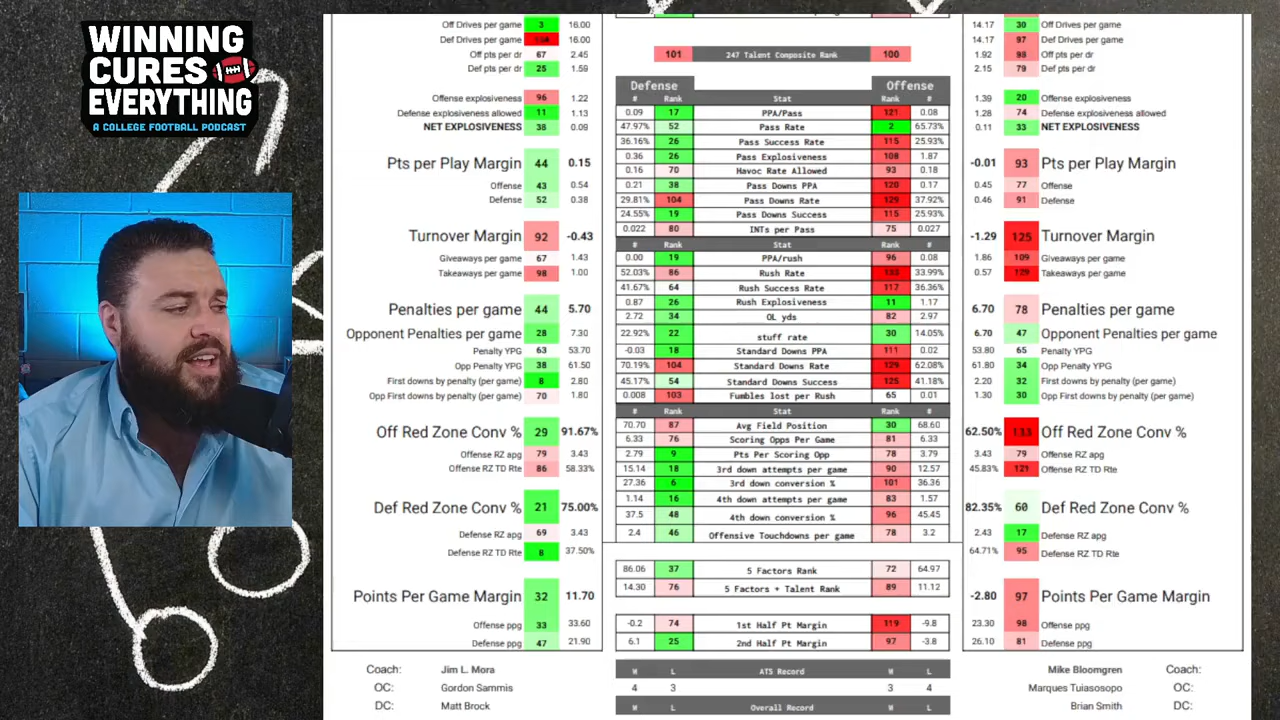 WINNING
CURES
EVERYTHING
A COLLEGE FOOTBALL PODCAST
Off Drives per game 3 16.00
Def Drives per game 16.00
Off pts per dr 67 2.45
Def pts per dr 25 1.59
Offense explosiveness 96 1.22
Defense explosiveness allowed 11 1.13
NET EXPLOSIVENESS 38 0.09
Pts per Play Margin 44 0.15
Offense 43 0.54
Defense 52 0.38
Turnover Margin 92 -0.43
Giveaways per game 67 1.43
Takeaways per game 98 1.00
Penalties per game 44 5.70
Opponent Penalties per game 28 7.30
Penalty YPG 63 53.70
Opp Penalty YPG 38 61.50
First downs by penalty (per game) 8 2.80
Opp First downs by penalty (per game) 70 1.80
Off Red Zone Conv % 29 91.67%
Offense RZ apg 79 3.43
Offense RZ TD Rte 86 58.33%
Def Red Zone Conv % 21 75.00%
Defense RZ apg 69 3.43
Defense RZ TD Rte 8 37.50%
Points Per Game Margin 32 11.70
Offense ppg 33 33.60
Defense ppg 47 21.90
Coach: Jim L. Mora
OC: Gordon Sammis
DC: Matt Brock
101 247 Talent Composite Rank 100
Defense Offense
# Rank Stat Rank #
0.09 17 PPA/Pass 121 0.08
47.97% 52 Pass Rate 2 65.73%
36.16% 26 Pass Success Rate 115 25.93%
0.36 26 Pass Explosiveness 108 1.87
0.16 70 Havoc Rate Allowed 93 0.18
0.21 38 Pass Downs PPA 120 0.17
29.81% 104 Pass Downs Rate 129 37.92%
24.55% 19 Pass Downs Success 115 25.93%
0.022 80 INTs per Pass 75 0.027
# Rank Stat Rank #
0.00 19 PPA/rush 96 0.08
52.03% 86 Rush Rate 133 33.99%
41.67% 64 Rush Success Rate 117 36.36%
0.87 26 Rush Explosiveness 11 1.17
2.72 34 OL yds 82 2.97
22.92% 22 stuff rate 30 14.05%
-0.03 18 Standard Downs PPA 111 0.02
70.19% 104 Standard Downs Rate 129 62.08%
45.17% 54 Standard Downs Success 125 41.18%
0.008 103 Fumbles lost per Rush 65 0.01
# Rank Stat Rank #
70.70 87 Avg Field Position 30 68.60
6.33 76 Scoring Opps Per Game 81 6.33
2.79 9 Pts Per Scoring Opp 78 3.79
15.14 18 3rd down attempts per game 90 12.57
27.36 6 3rd down conversion % 101 36.36
1.14 16 4th down attempts per game 83 1.57
37.5 48 4th down conversion % 96 45.45
2.4 46 Offensive Touchdowns per game 78 3.2
86.06 37 5 Factors Rank 72 64.97
14.30 76 5 Factors + Talent Rank 89 11.12
-0.2 74 1st Half Pt Margin 119 -9.8
6.1 25 2nd Half Pt Margin 97 -3.8
W L ATS Record W L
4 3 3 4
W L Overall Record W L
14.17 30 Off Drives per game
14.17 97 Def Drives per game
1.92 98 Off pts per dr
2.15 79 Def pts per dr
1.39 20 Offense explosiveness
1.28 74 Defense explosiveness allowed
0.11 33 NET EXPLOSIVENESS
-0.01 93 Pts per Play Margin
0.45 77 Offense
0.46 91 Defense
-1.29 125 Turnover Margin
1.86 109 Giveaways per game
0.57 129 Takeaways per game
6.70 78 Penalties per game
6.70 47 Opponent Penalties per game
53.80 65 Penalty YPG
61.80 34 Opp Penalty YPG
2.20 32 First downs by penalty (per game)
1.30 30 Opp First downs by penalty (per game)
62.50% 133 Off Red Zone Conv %
3.43 79 Offense RZ apg
45.83% 121 Offense RZ TD Rte
82.35% 60 Def Red Zone Conv %
2.43 17 Defense RZ apg
64.71% 95 Defense RZ TD Rte
-2.80 97 Points Per Game Margin
23.30 98 Offense ppg
26.10 81 Defense ppg
Mike Bloomgren Coach:
Marques Tuiasosopo OC:
Brian Smith DC: